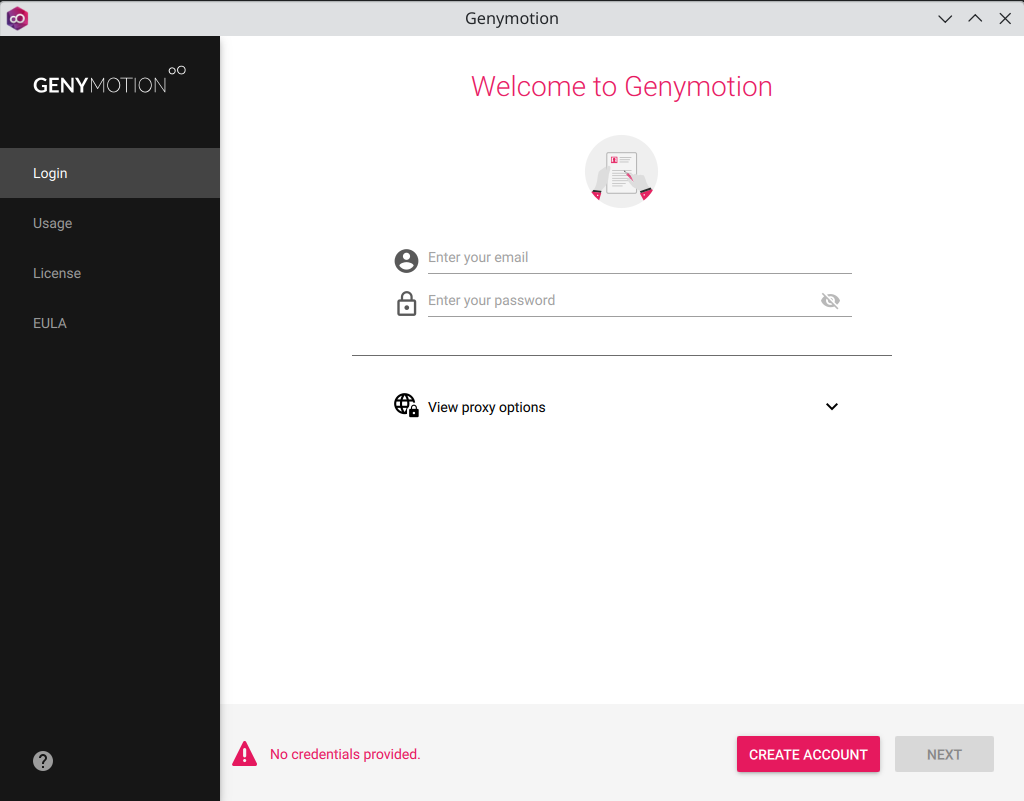 Genymotion
GENYMOTION
Login
Usage
License
EULA
Welcome to Genymotion
Enter your email
Enter your password
View proxy options
No credentials provided.
CREATE ACCOUNT
NEXT